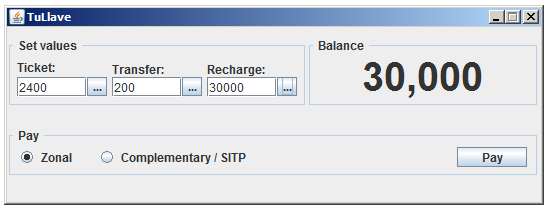 TuLlave
Set values
Ticket: Transfer: Recharge:
2400 ... 200 ... 30000 ...
Balance
30,000
Pay
Zonal Complementary / SITP Pay